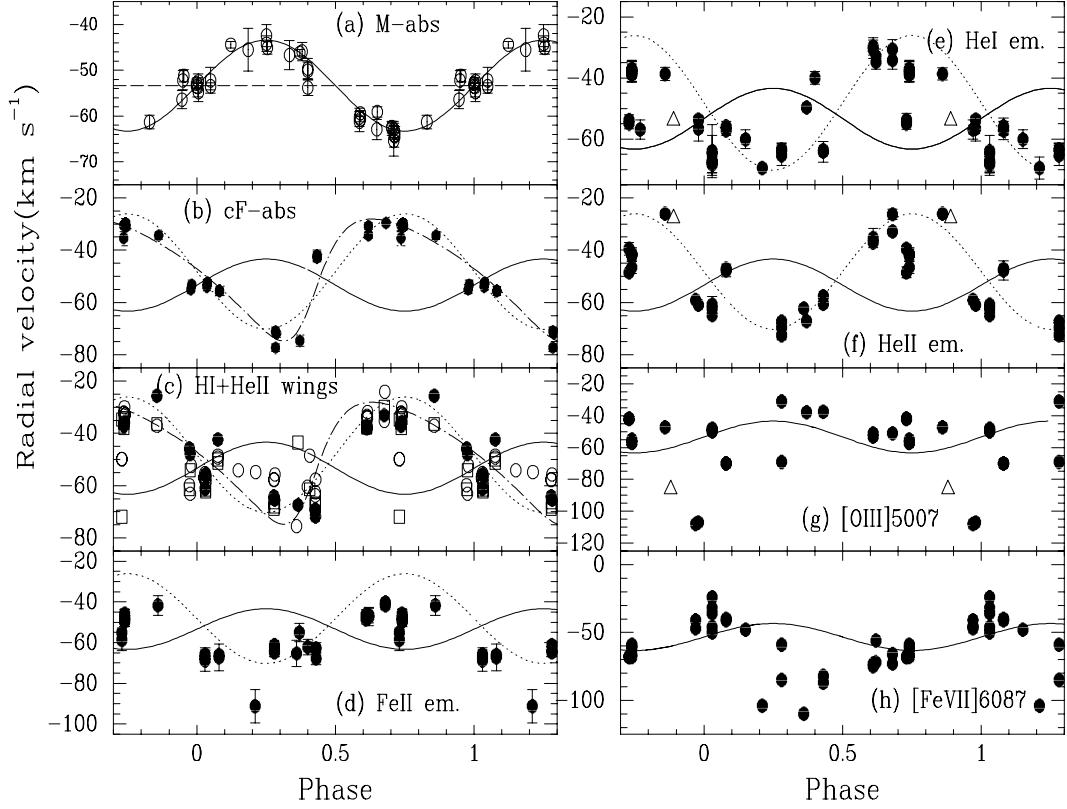 Radial velocity(km s⁻¹)
(a) M-abs
-40
-50
-60
-70
(b) cF-abs
-20
-40
-60
-80
(c) HI+HeII wings
-20
-40
-60
-80
(d) FeII em.
-20
-40
-60
-80
-100
0 0.5 1
Phase
(e) HeI em.
-20
-40
-60
(f) HeII em.
-20
-40
-60
-80
(g) [OIII]5007
-20
-40
-60
-80
-100
-120
(h) [FeVII]6087
0
-50
-100
0 0.5 1
Phase